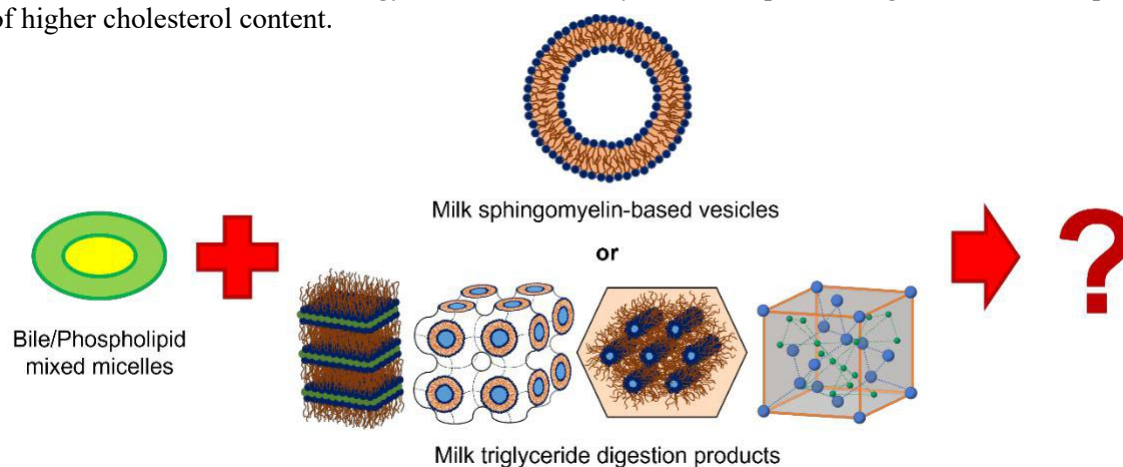 of higher cholesterol content.
Milk sphingomyelin-based vesicles
or
?
Bile/Phospholipid
mixed micelles
Milk triglyceride digestion products